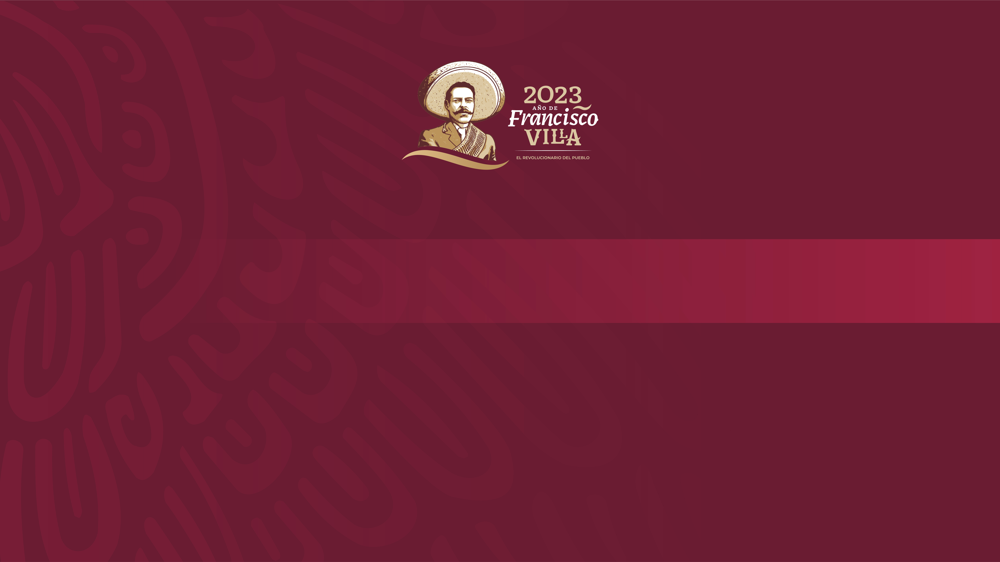 2023
AÑO DE
Francisco
VILLA
EL REVOLUCIONARIO DEL PUEBLO